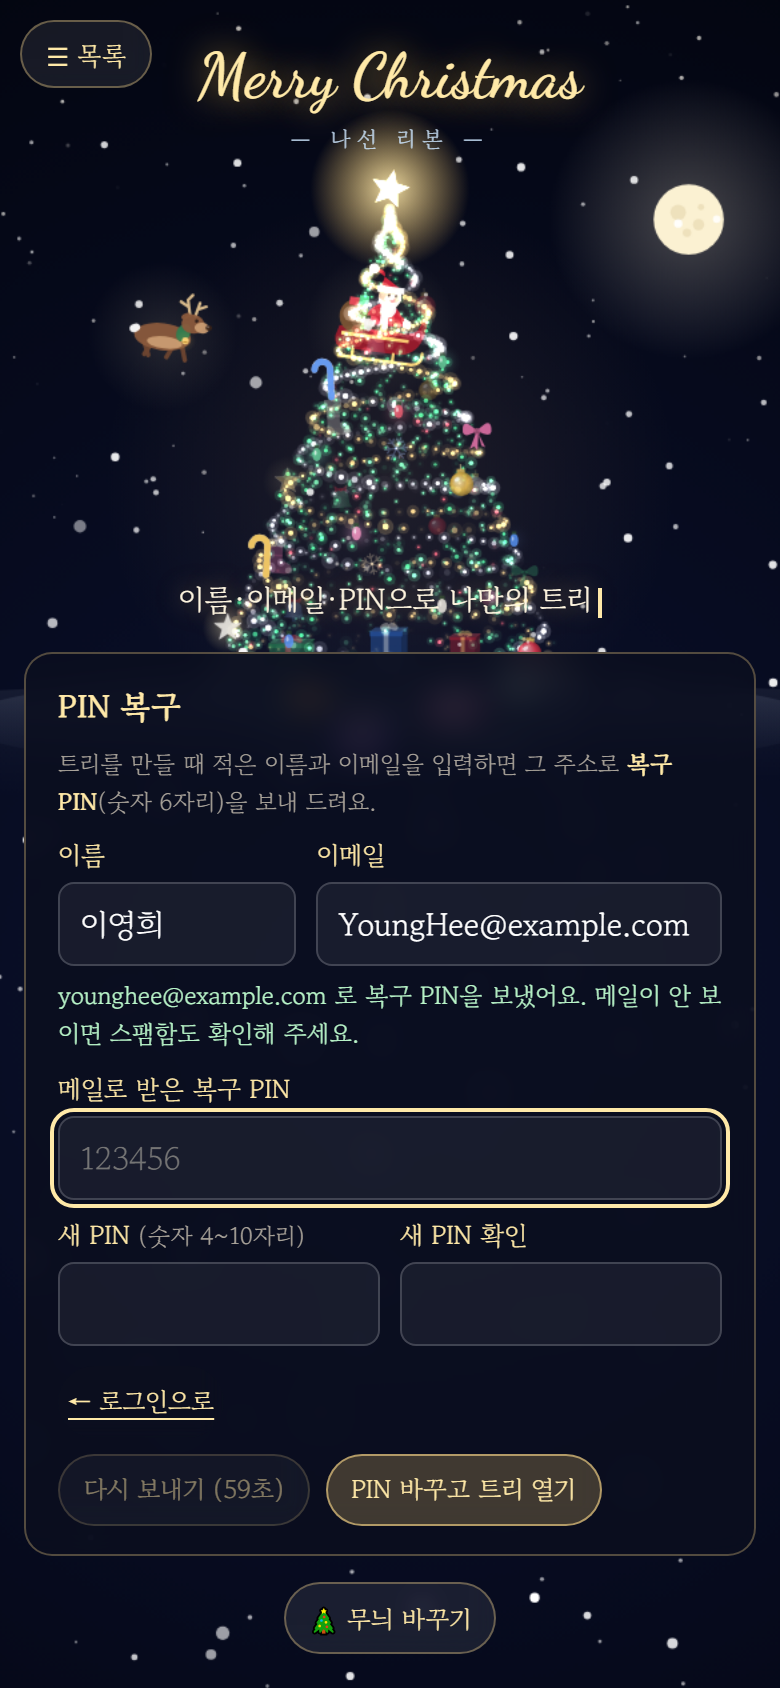 ☰ 목록
Merry Christmas
— 나선 리본 —
이름·이메일·PIN으로 나만의 트리
PIN 복구
트리를 만들 때 적은 이름과 이메일을 입력하면 그 주소로 복구
PIN(숫자 6자리)을 보내 드려요.
이름 이메일
이영희 YoungHee@example.com
younghee@example.com 로 복구 PIN을 보냈어요. 메일이 안 보
이면 스팸함도 확인해 주세요.
메일로 받은 복구 PIN
123456
새 PIN (숫자 4~10자리) 새 PIN 확인
← 로그인으로
다시 보내기 (59초) PIN 바꾸고 트리 열기
무늬 바꾸기